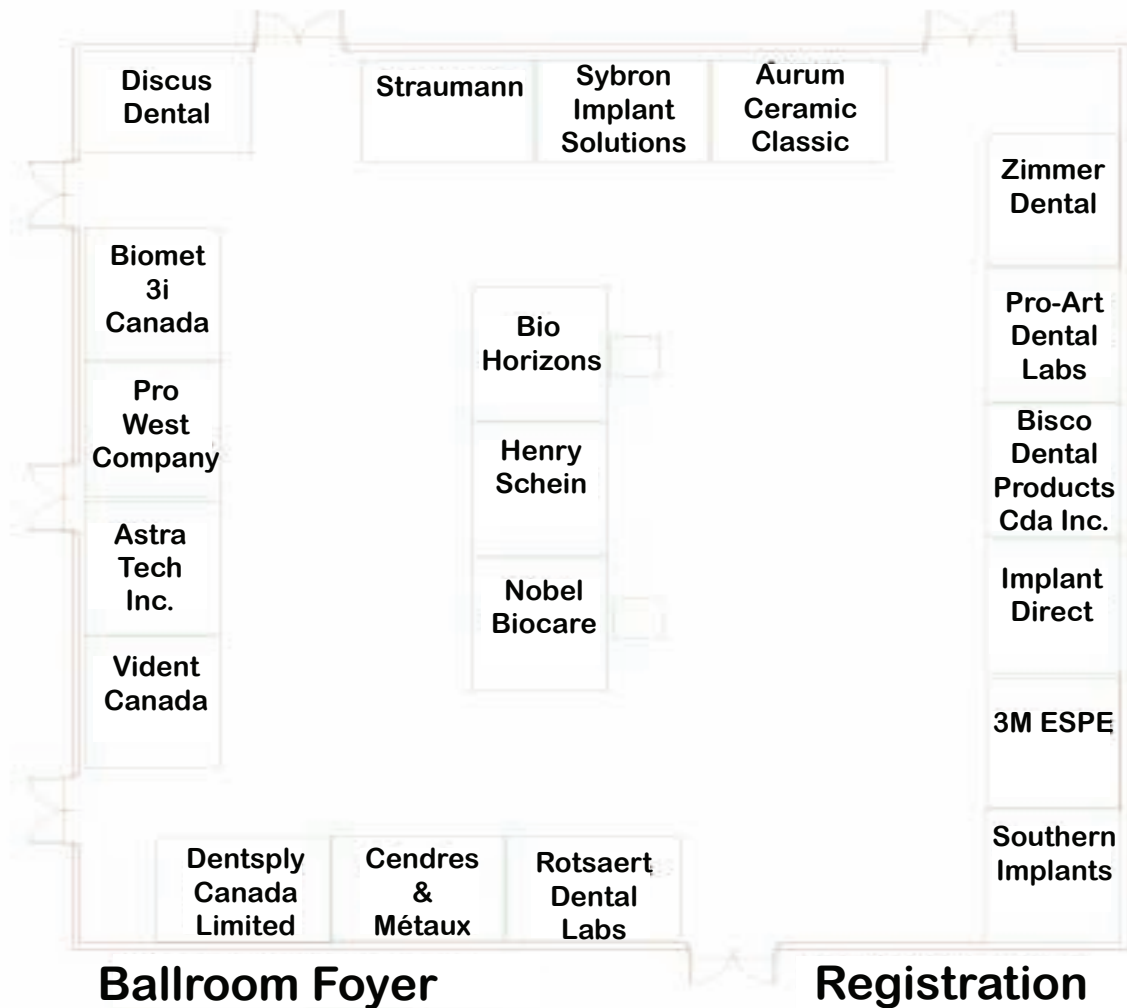 Discus
Dental
Straumann
Sybron
Implant
Solutions
Aurum
Ceramic
Classic
Zimmer
Dental
Biomet
3i
Canada
Bio
Horizons
Pro-Art
Dental
Labs
Pro
West
Company
Henry
Schein
Bisco
Dental
Products
Cda Inc.
Astra
Tech
Inc.
Nobel
Biocare
Implant
Direct
Vident
Canada
3M ESPE
Dentsply
Canada
Limited
Cendres
&
Métaux
Rotsaert
Dental
Labs
Southern
Implants
Ballroom Foyer
Registration